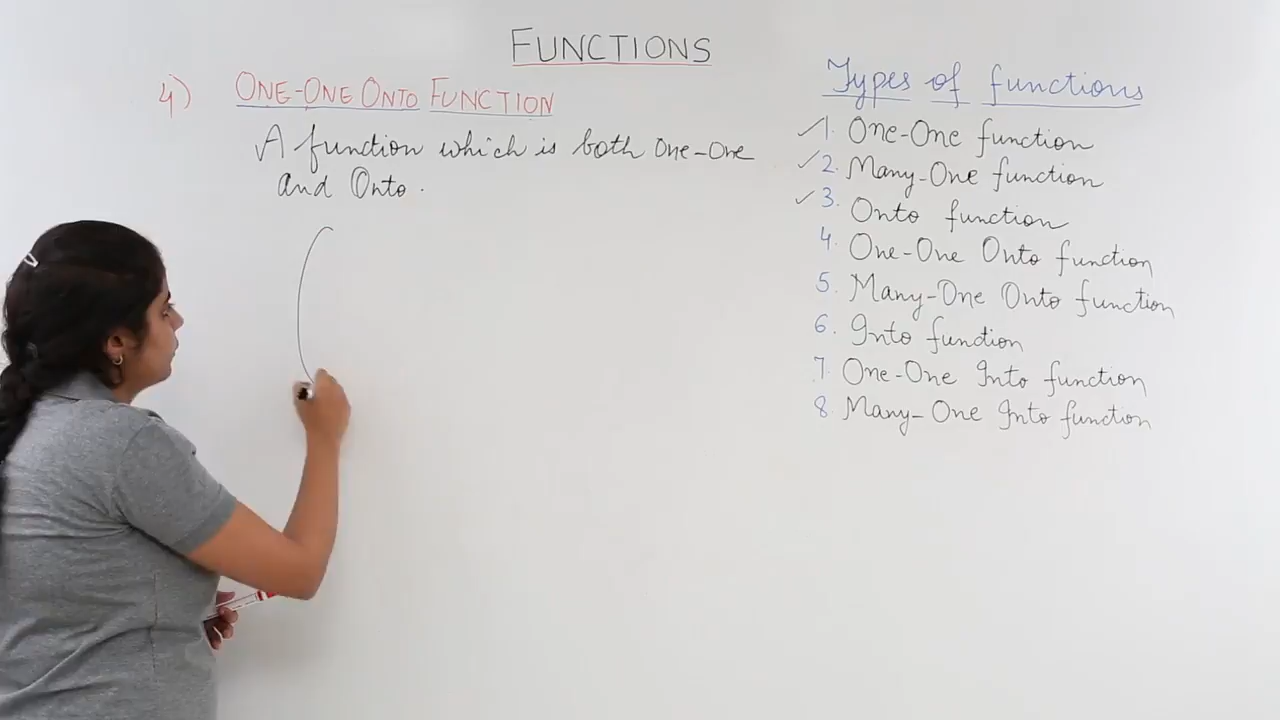 FUNCTIONS
4) ONE-ONE ONTO FUNCTION
A function which is both One-One
and Onto.
Types of functions
1. One-One function
2. Many-One function
3. Onto function
4. One-One Onto function
5. Many-One Onto function
6. Into function
7. One-One Into function
8. Many-One Into function